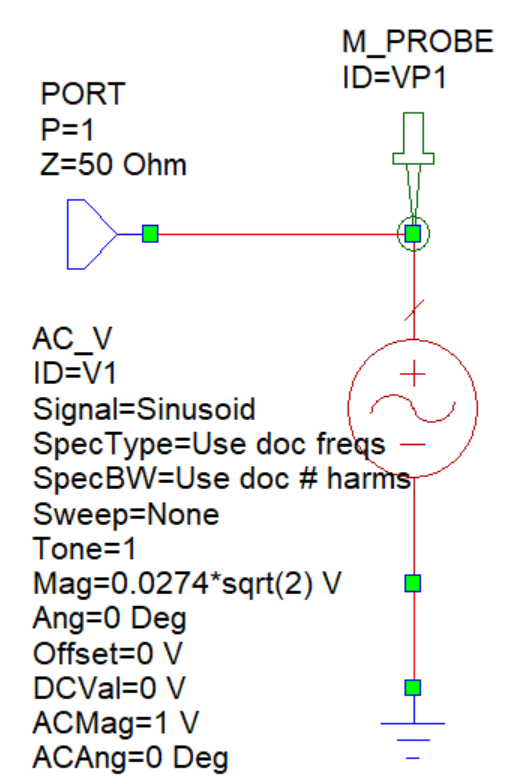 M_PROBE
ID=VP1
PORT
P=1
Z=50 Ohm
AC_V
ID=V1
Signal=Sinusoid
SpecType=Use doc freqs
SpecBW=Use doc # harms
Sweep=None
Tone=1
Mag=0.0274*sqrt(2) V
Ang=0 Deg
Offset=0 V
DCVal=0 V
ACMag=1 V
ACAng=0 Deg